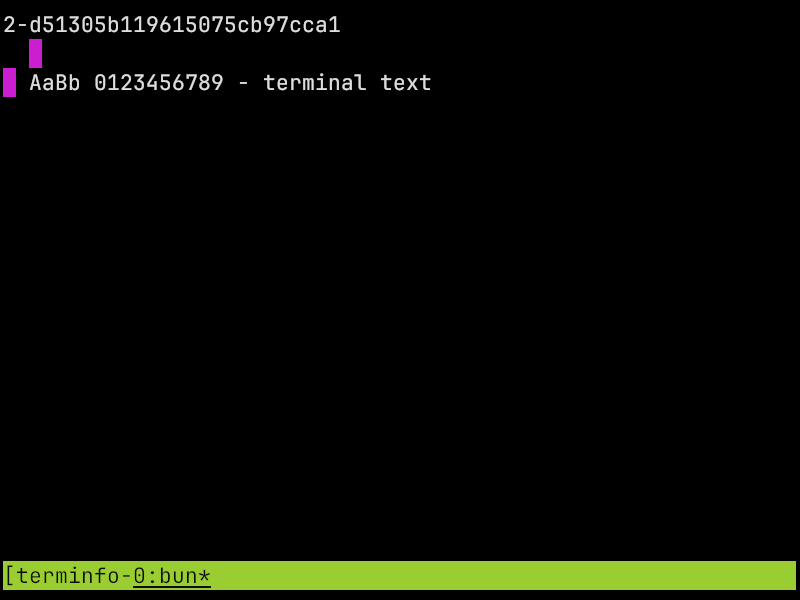 2-d51305b119615075cb97cca1
AaBb 0123456789 - terminal text
[terminfo-0:bun*